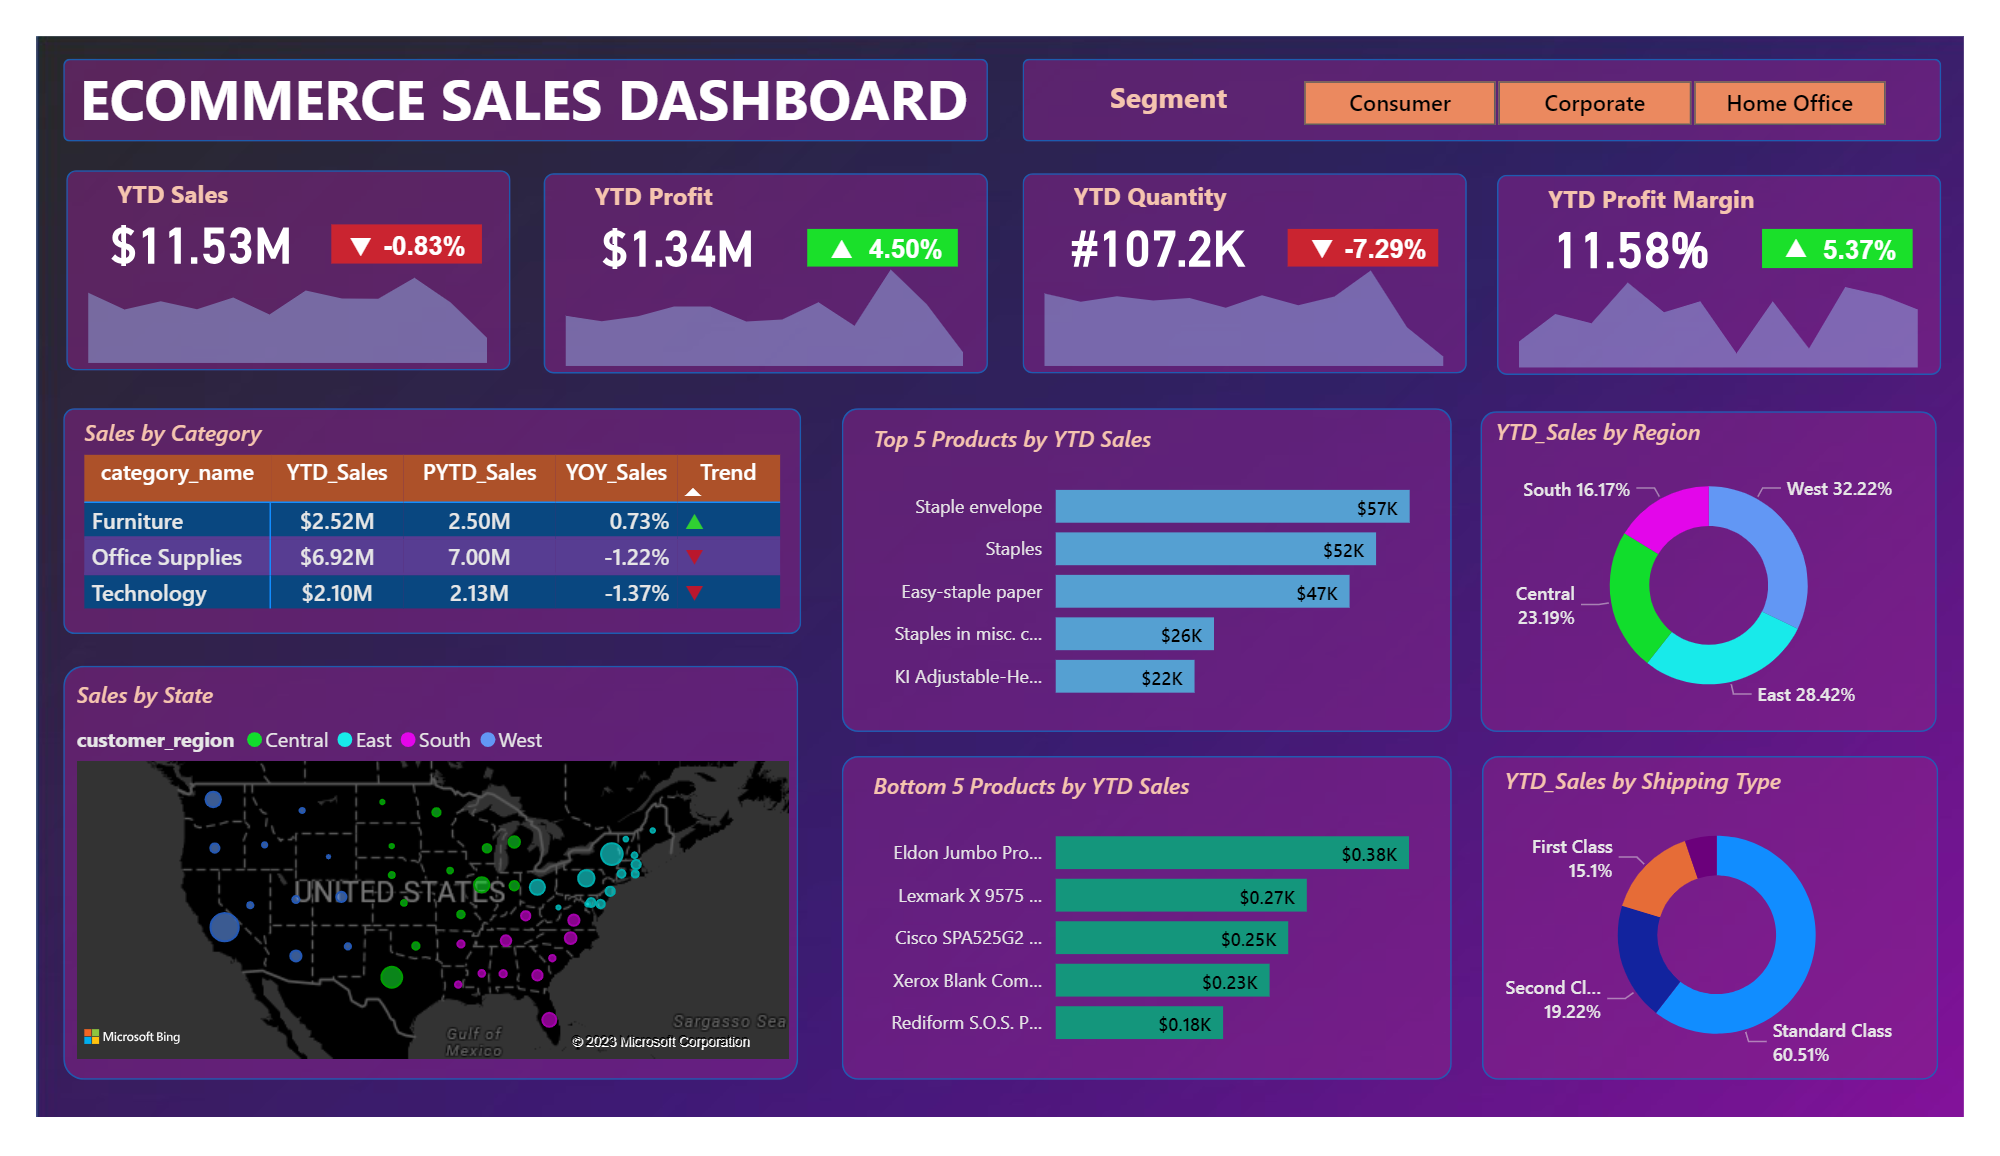 ECOMMERCE SALES DASHBOARD
Segment
Consumer
Corporate
Home Office
YTD Sales
$11.53M
-0.83%
YTD Profit
$1.34M
4.50%
YTD Quantity
#107.2K
-7.29%
YTD Profit Margin
11.58%
5.37%
Sales by Category
category_name YTD_Sales PYTD_Sales YOY_Sales Trend
Furniture $2.52M 2.50M 0.73%
Office Supplies $6.92M 7.00M -1.22%
Technology $2.10M 2.13M -1.37%
Top 5 Products by YTD Sales
Staple envelope $57K
Staples $52K
Easy-staple paper $47K
Staples in misc. c... $26K
KI Adjustable-He... $22K
YTD_Sales by Region
South 16.17%
West 32.22%
Central
23.19%
East 28.42%
Sales by State
customer_region Central East South West
UNITED STATES
Gulf of
Mexico
Sargasso Sea
Microsoft Bing
© 2023 Microsoft Corporation
Bottom 5 Products by YTD Sales
Eldon Jumbo Pro... $0.38K
Lexmark X 9575 ... $0.27K
Cisco SPA525G2 ... $0.25K
Xerox Blank Com... $0.23K
Rediform S.O.S. P... $0.18K
YTD_Sales by Shipping Type
First Class
15.1%
Second Cl...
19.22%
Standard Class
60.51%